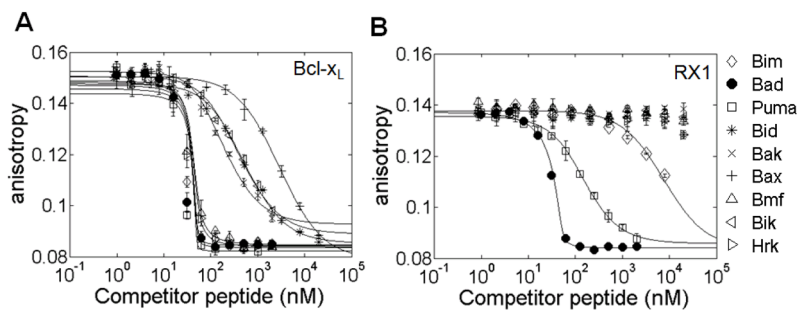 A
B
0.16
0.14
0.12
0.10
0.08
anisotropy
Bcl-xL
10-1 100 101 102 103 104 105
Competitor peptide (nM)
0.16
0.14
0.12
0.10
0.08
anisotropy
RX1
10-1 100 101 102 103 104 105
Competitor peptide (nM)
Bim
Bad
Puma
Bid
Bak
Bax
Bmf
Bik
Hrk